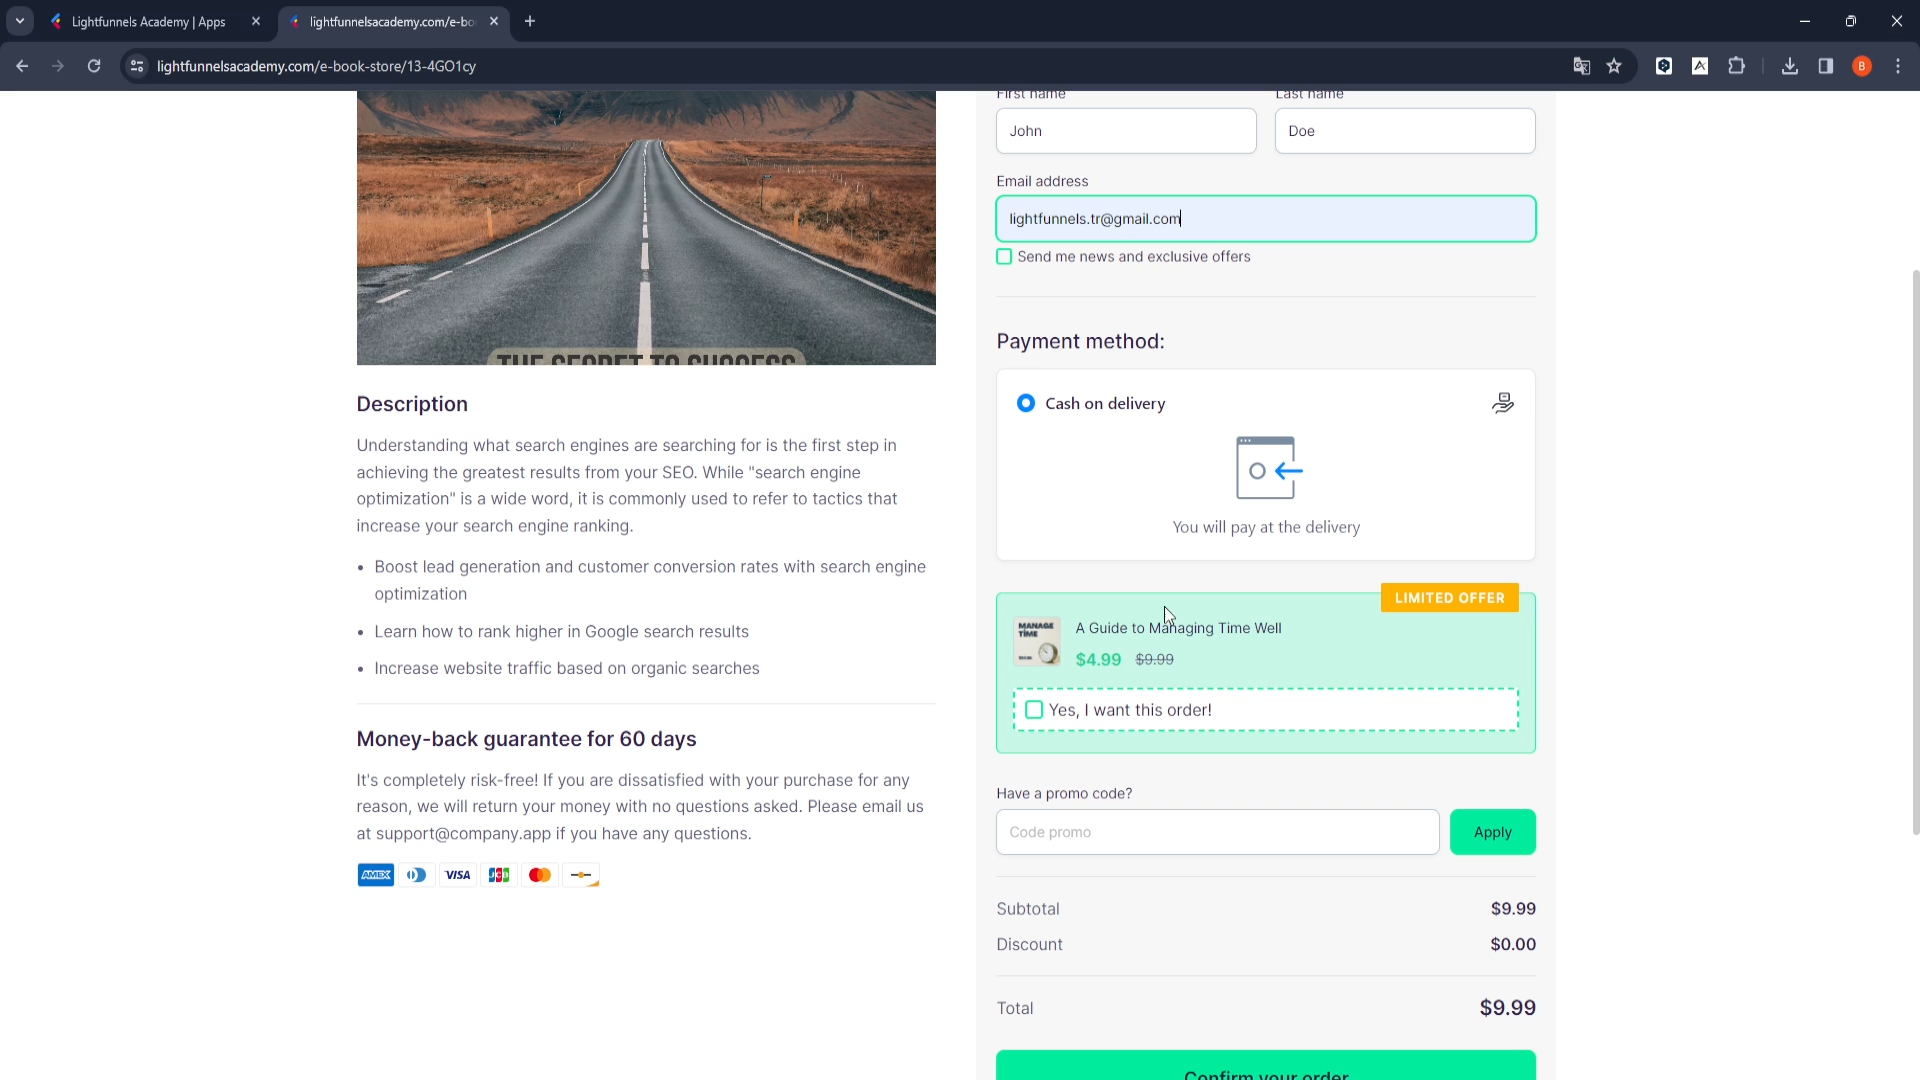 Lightfunnels Academy | Apps
lightfunnelsacademy.com/e-bo
lightfunnelsacademy.com/e-book-store/13-4GO1cy
B
First name
Last name
John
Doe
Email address
lightfunnels.tr@gmail.com
Send me news and exclusive offers
Payment method:
Cash on delivery
You will pay at the delivery
LIMITED OFFER
MANAGE
TIME
A Guide to Managing Time Well
$4.99 $9.99
Yes, I want this order!
Have a promo code?
Code promo
Apply
Subtotal
$9.99
Discount
$0.00
Total
$9.99
Confirm your order
THE SECRET TO SUCCESS
Description
Understanding what search engines are searching for is the first step in
achieving the greatest results from your SEO. While "search engine
optimization" is a wide word, it is commonly used to refer to tactics that
increase your search engine ranking.
• Boost lead generation and customer conversion rates with search engine
optimization
• Learn how to rank higher in Google search results
• Increase website traffic based on organic searches
Money-back guarantee for 60 days
It's completely risk-free! If you are dissatisfied with your purchase for any
reason, we will return your money with no questions asked. Please email us
at support@company.app if you have any questions.
AMEX
VISA
JCB